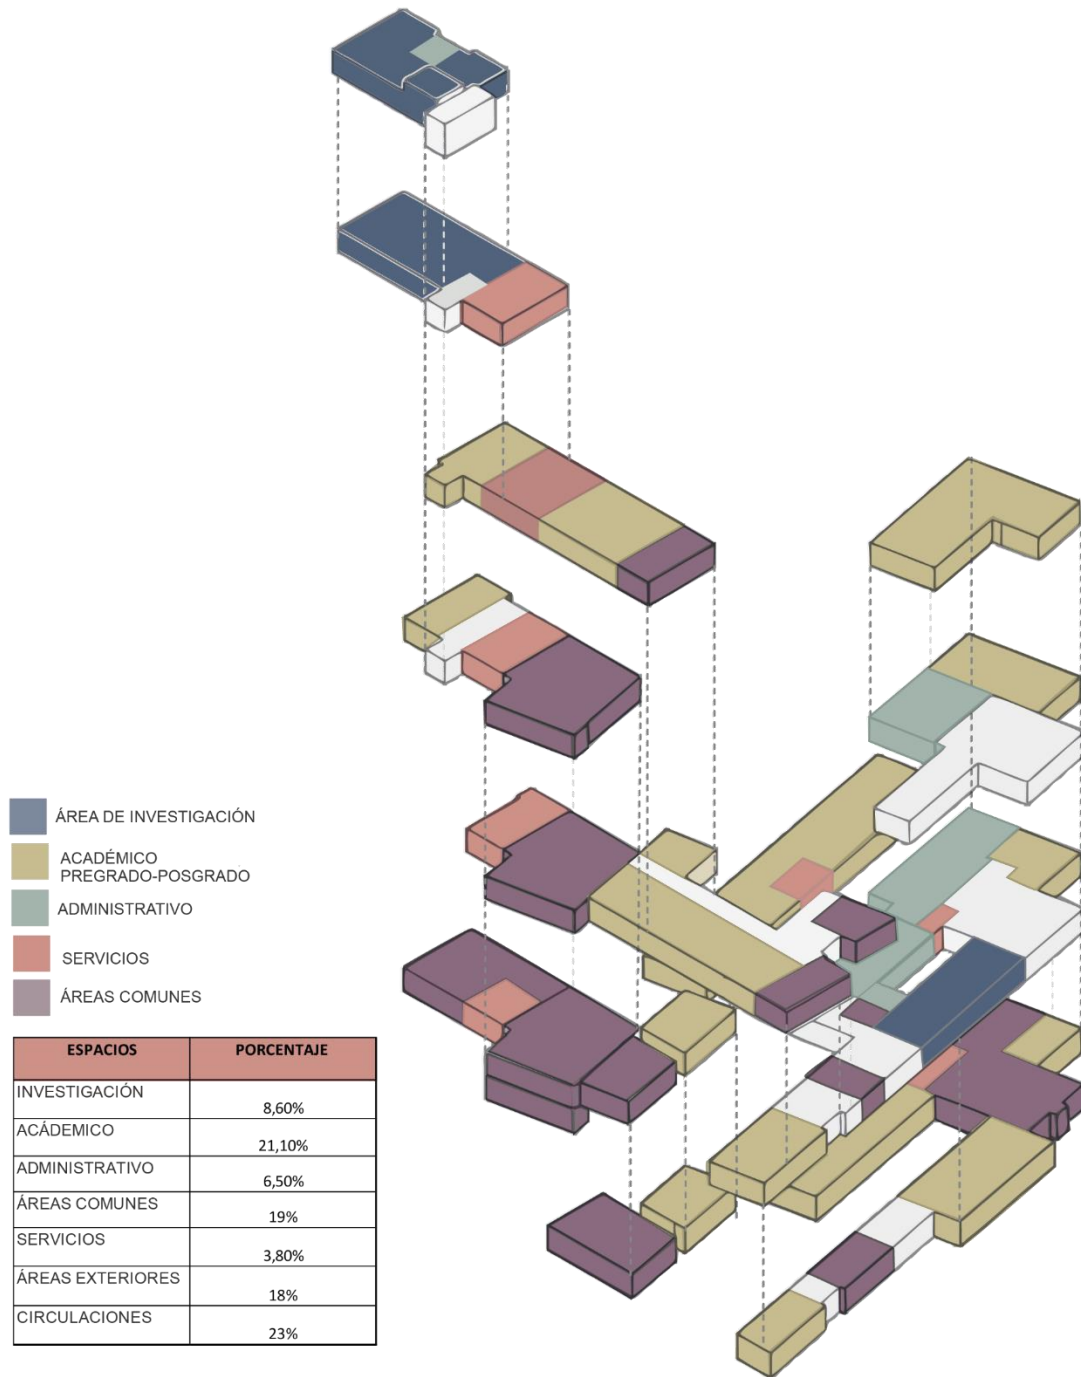 ÁREA DE INVESTIGACIÓN
ACADÉMICO
PREGRADO-POSGRADO
ADMINISTRATIVO
SERVICIOS
ÁREAS COMUNES
ESPACIOS PORCENTAJE
INVESTIGACIÓN 8,60%
ACÁDEMICO 21,10%
ADMINISTRATIVO 6,50%
ÁREAS COMUNES 19%
SERVICIOS 3,80%
ÁREAS EXTERIORES 18%
CIRCULACIONES 23%